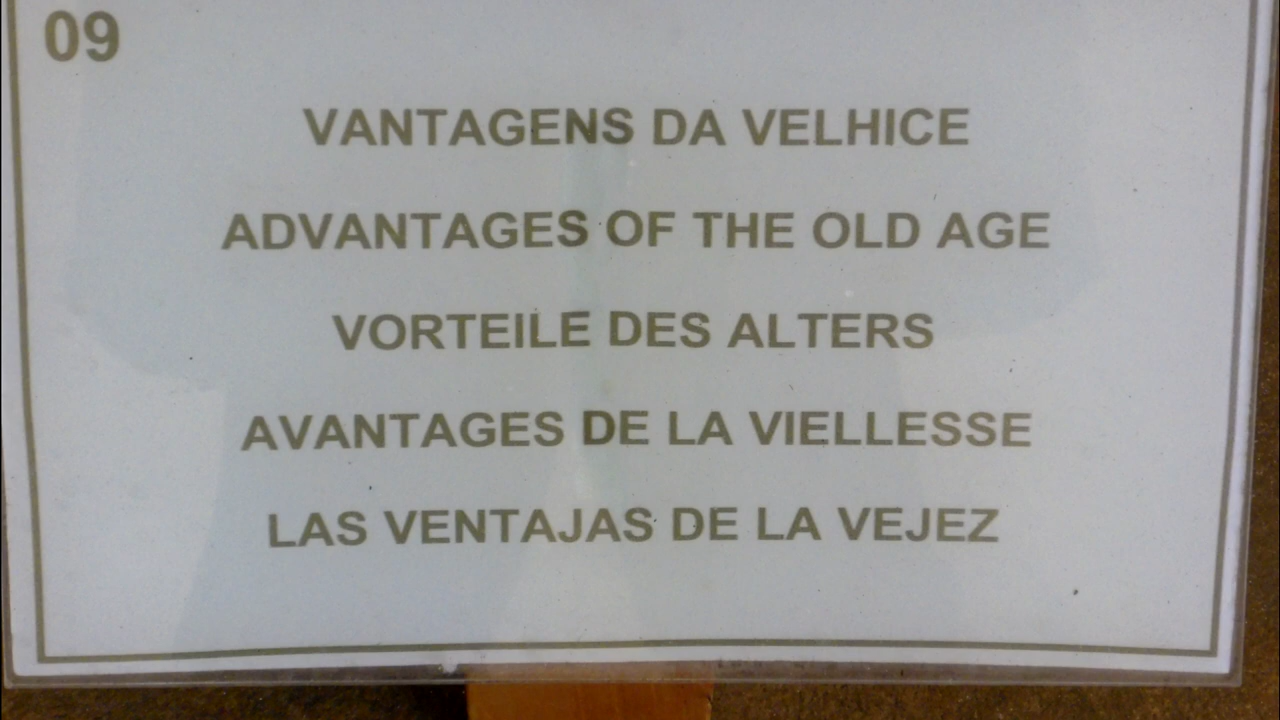 09
VANTAGENS DA VELHICE
ADVANTAGES OF THE OLD AGE
VORTEILE DES ALTERS
AVANTAGES DE LA VIELLESSE
LAS VENTAJAS DE LA VEJEZ